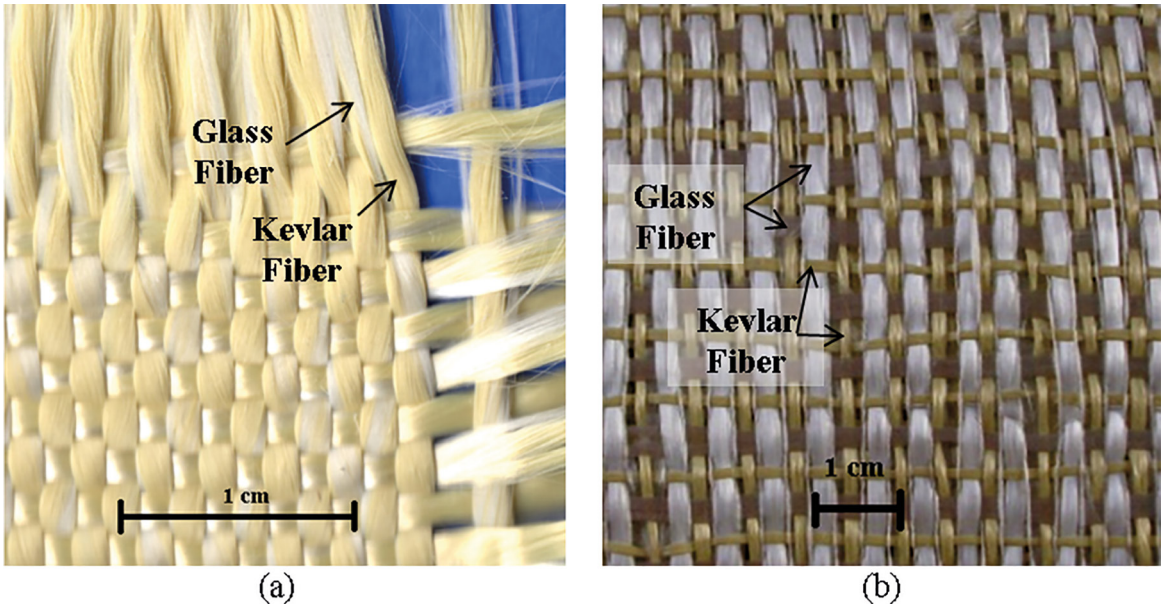 Glass
Fiber
Kevlar
Fiber
1 cm
(a)
Glass
Fiber
Kevlar
Fiber
1 cm
(b)